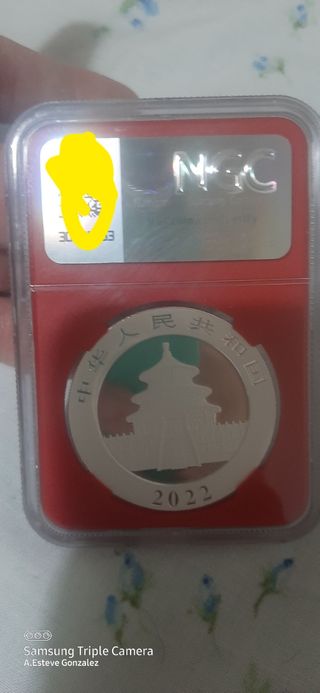 NGC
中华人民共和国
2022
Samsung Triple Camera
A.Esteve Gonzalez